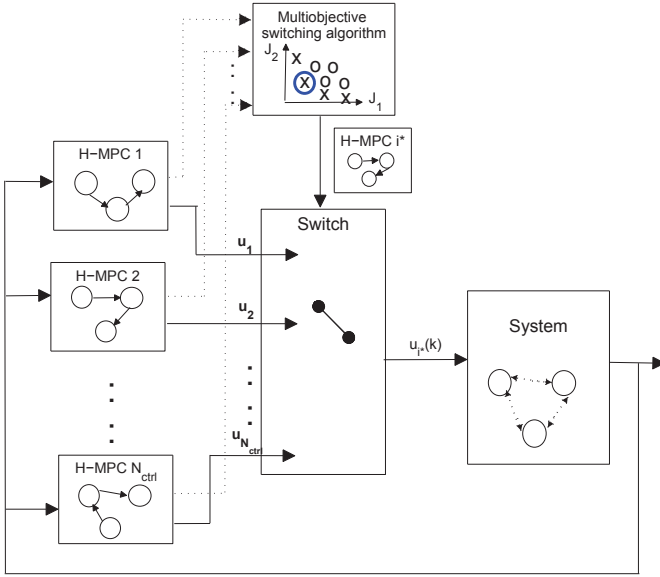 Multiobjective
switching algorithm
J2
X
O O
X O O
X X
J1
H−MPC 1
H−MPC i*
Switch
u1
H−MPC 2
u2
System
ui*(k)
uNctrl
H−MPC Nctrl